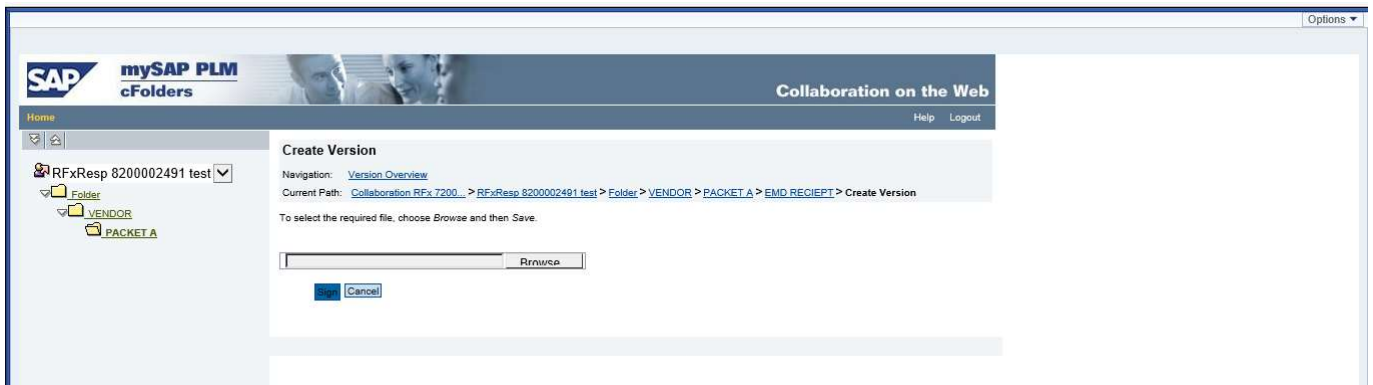 Options
SAP mySAP PLM
cFolders
Collaboration on the Web
Home Help Logout
Create Version
RFxResp 8200002491 test
Navigation: Version Overview
Current Path: Collaboration RFx 7200... > RFxResp 8200002491 test > Folder > VENDOR > PACKET A > EMD RECIEPT > Create Version
Folder
VENDOR
To select the required file, choose Browse and then Save.
PACKET A
Browse
Sign Cancel